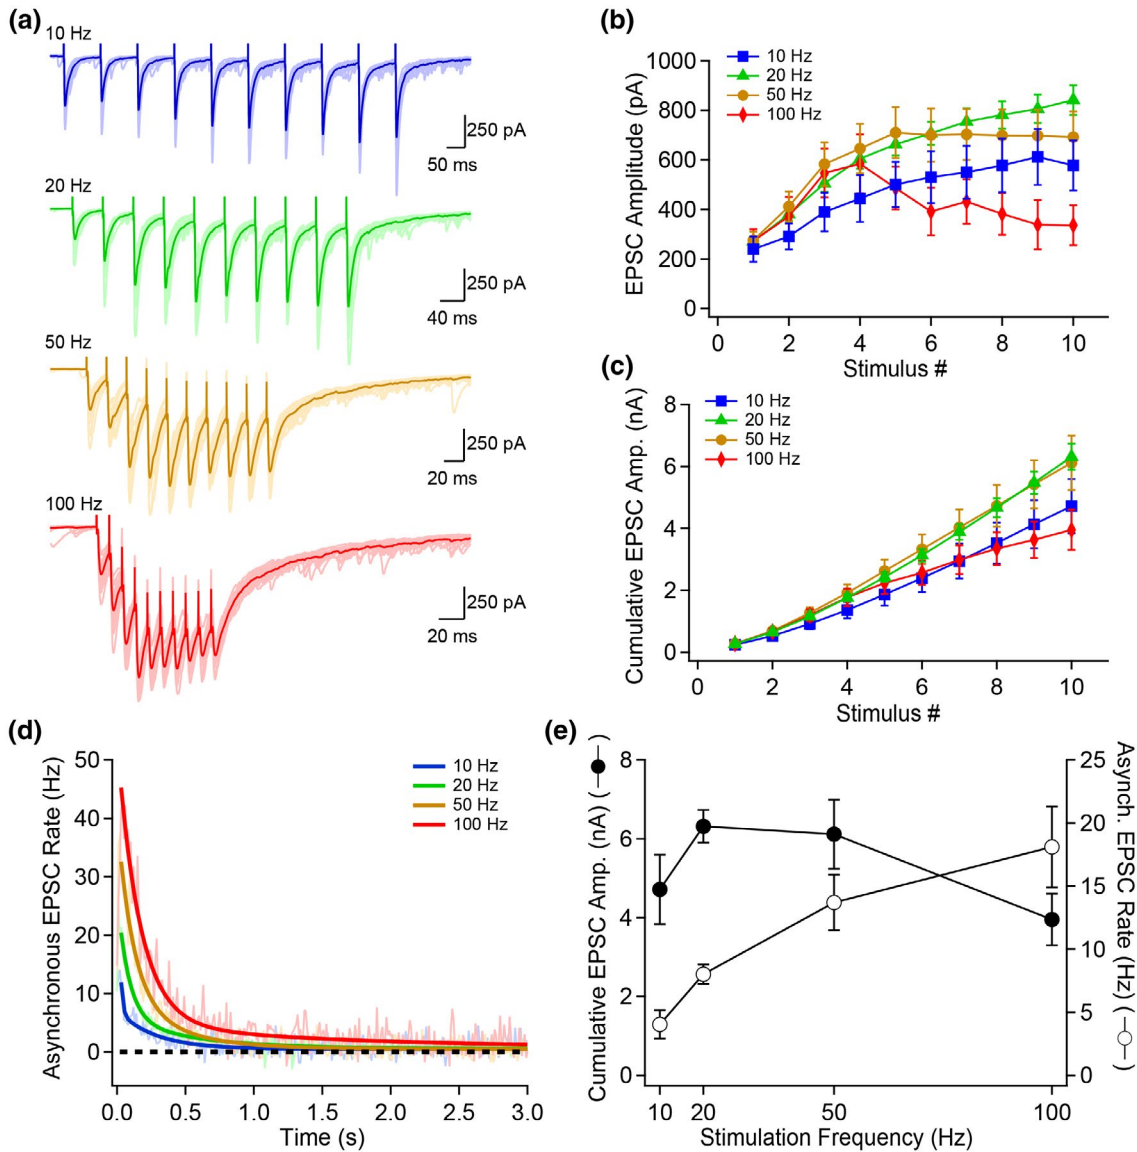 (a)
10 Hz
250 pA
50 ms
20 Hz
250 pA
40 ms
50 Hz
250 pA
20 ms
100 Hz
250 pA
20 ms
(b)
10 Hz
20 Hz
50 Hz
100 Hz
EPSC Amplitude (pA)
1000
800
600
400
200
0
0 2 4 6 8 10
Stimulus #
(c)
10 Hz
20 Hz
50 Hz
100 Hz
Cumulative EPSC Amp. (nA)
8
6
4
2
0
0 2 4 6 8 10
Stimulus #
(d)
10 Hz
20 Hz
50 Hz
100 Hz
Asynchronous EPSC Rate (Hz)
50
40
30
20
10
0
0.0 0.5 1.0 1.5 2.0 2.5 3.0
Time (s)
(e)
Cumulative EPSC Amp. (nA) ( )
8
6
4
2
0
25
20
15
10
5
0
Asynch. EPSC Rate (Hz) ( )
10 20 50 100
Stimulation Frequency (Hz)